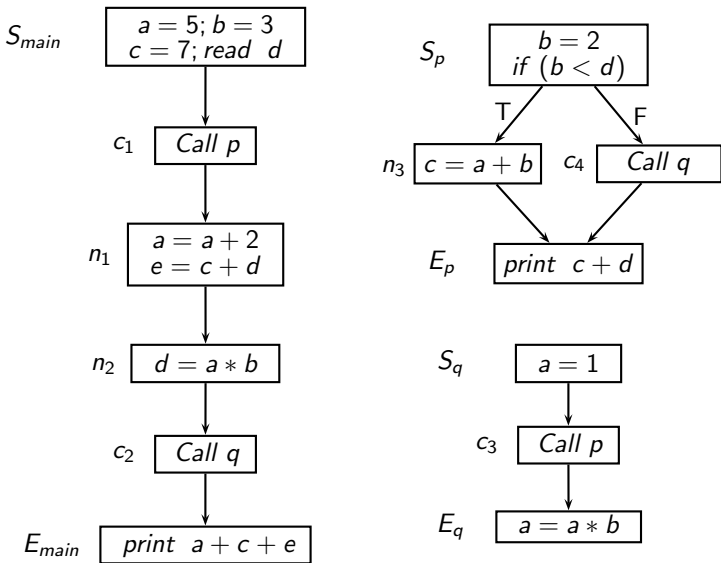 S_main
a = 5; b = 3
c = 7; read d
c_1
Call p
n_1
a = a + 2
e = c + d
n_2
d = a ∗ b
c_2
Call q
E_main
print a + c + e
S_p
b = 2
if (b < d)
T
F
n_3
c = a + b
c_4
Call q
E_p
print c + d
S_q
a = 1
c_3
Call p
E_q
a = a ∗ b